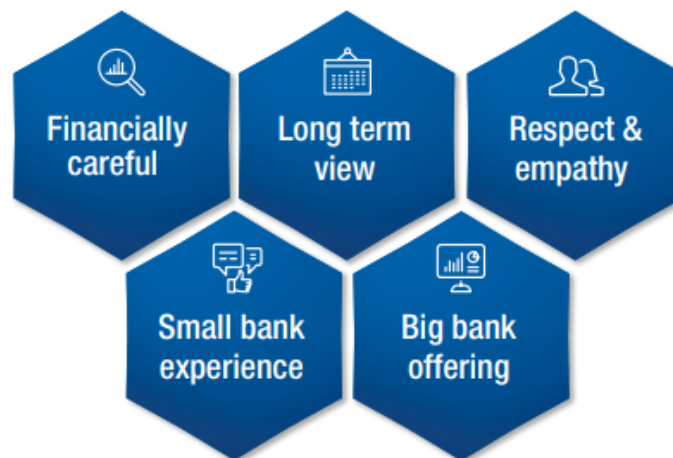 Financially
careful
Long term
view
Respect &
empathy
Small bank
experience
Big bank
offering